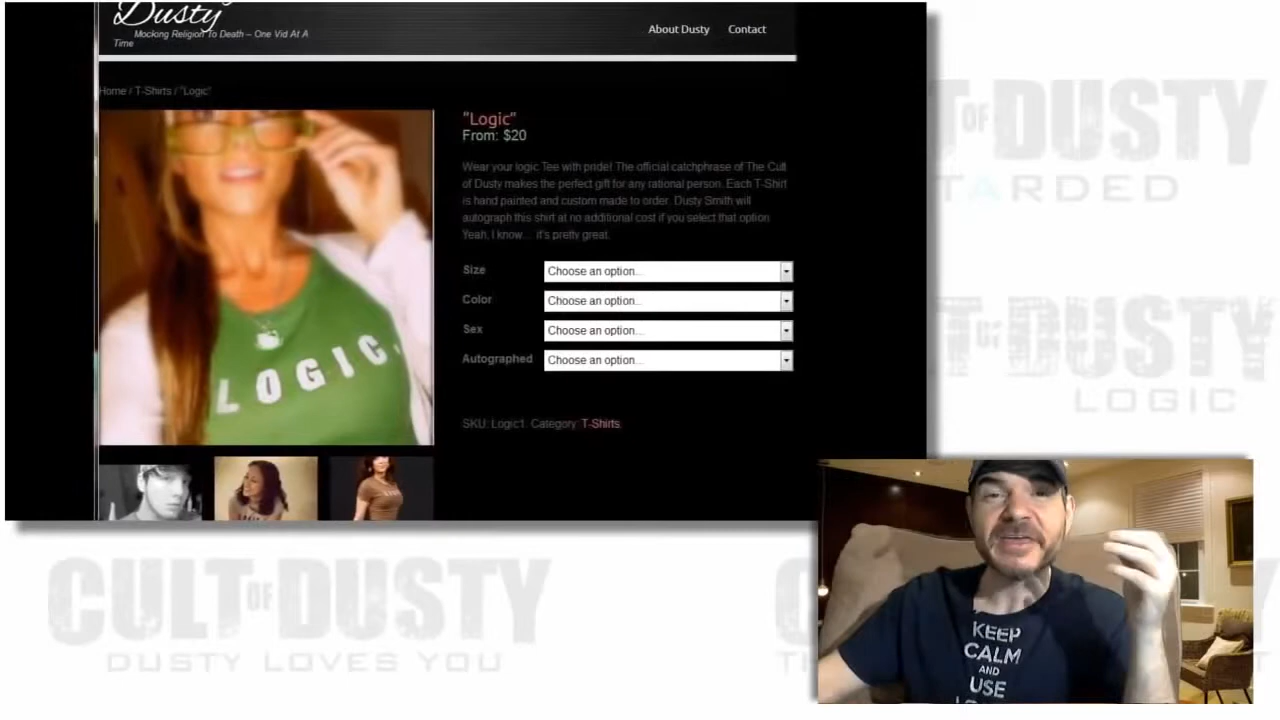 Dusty
Mocking Religion To Death – One Vid At A
Time
About Dusty
Contact
Home / T-Shirts / "Logic"
"Logic"
From: $20
Wear your logic Tee with pride! The official catchphrase of The Cult
of Dusty makes the perfect gift for any rational person. Each T-Shirt
is hand painted and custom made to order. Dusty Smith will
autograph this shirt at no additional cost if you select that option
Yeah, I know... it's pretty great.
Size
Choose an option...
Color
Choose an option...
Sex
Choose an option...
Autographed
Choose an option...
SKU: Logic1. Category: T-Shirts.
LOGIC.
OF DUSTY
TARDED
OF DUSTY
LOGIC
CULT OF DUSTY
DUSTY LOVES YOU
KEEP
CALM
AND
USE